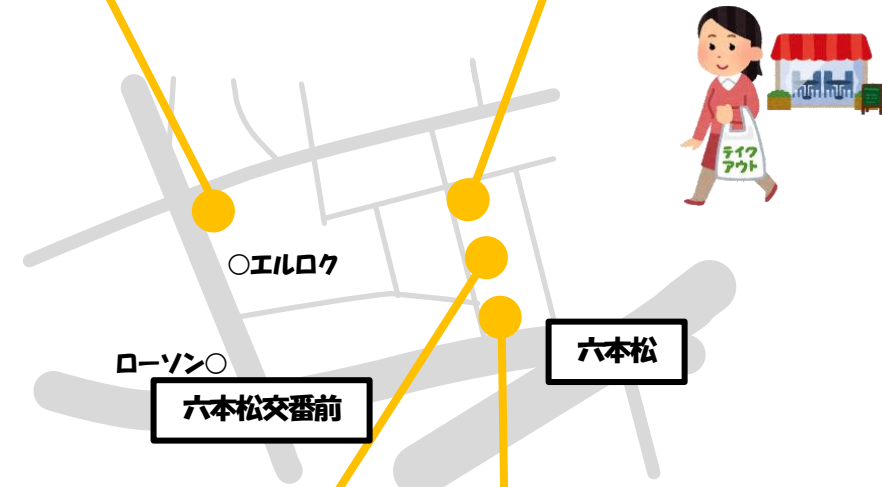 テイク
アウト
○エルロク
六本松
ローソン○
六本松交番前